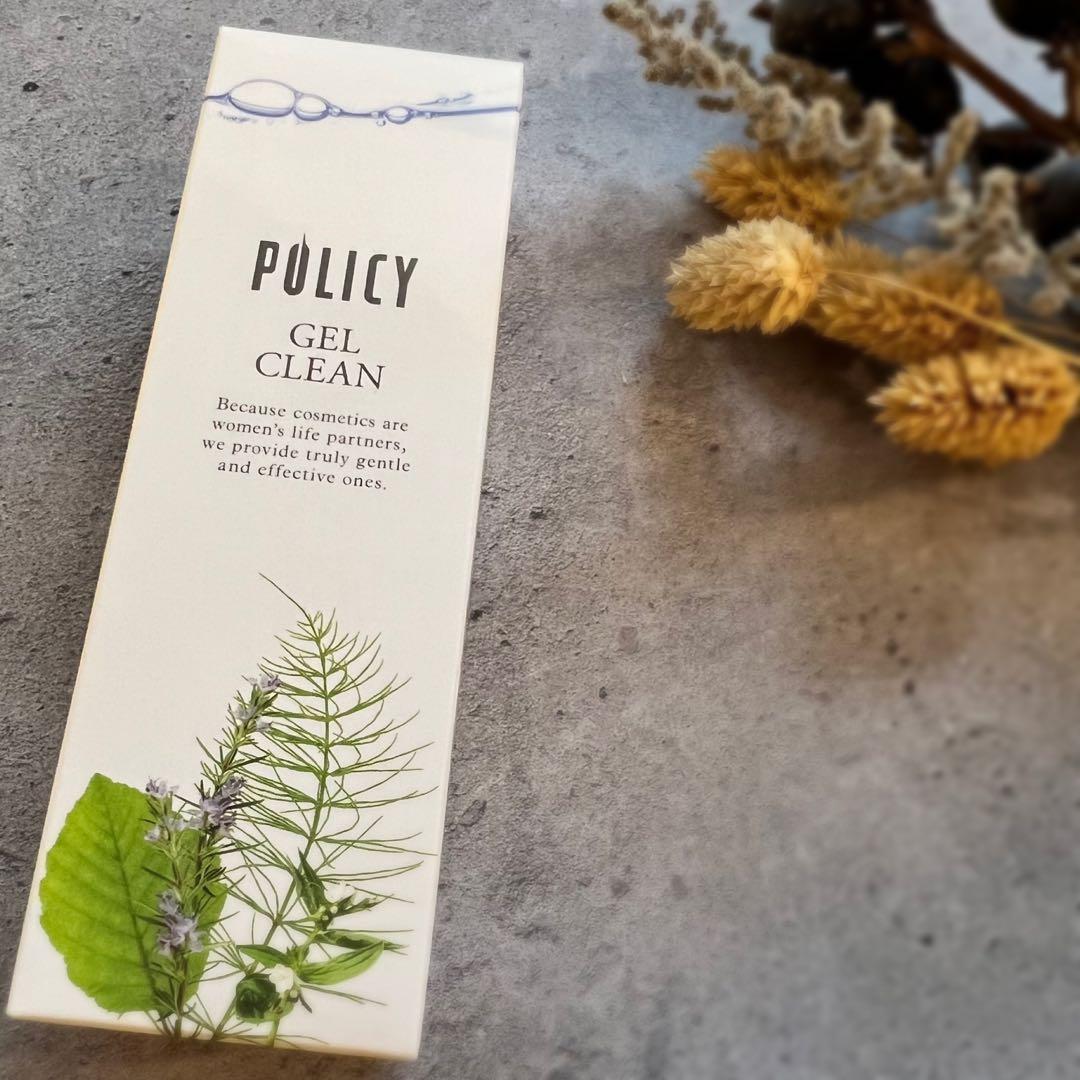 POLICY
GEL
CLEAN
Because cosmetics are
women's life partners,
we provide truly gentle
and effective ones.